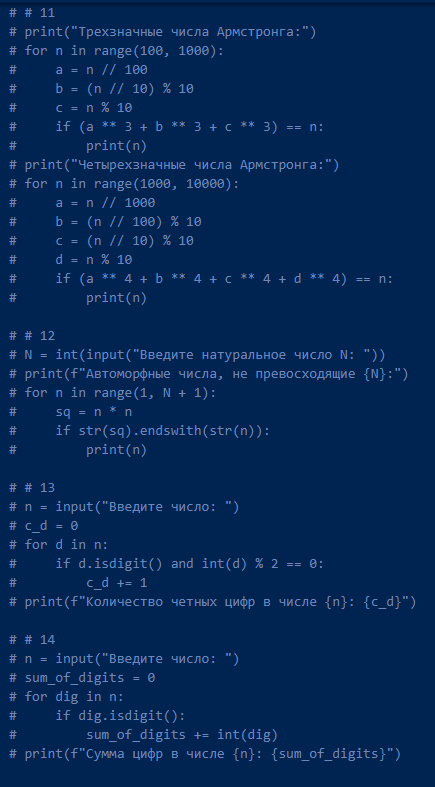 # # 11
# print("Трехзначные числа Армстронга:")
# for n in range(100, 1000):
#     a = n // 100
#     b = (n // 10) % 10
#     c = n % 10
#     if (a ** 3 + b ** 3 + c ** 3) == n:
#         print(n)
# print("Четырехзначные числа Армстронга:")
# for n in range(1000, 10000):
#     a = n // 1000
#     b = (n // 100) % 10
#     c = (n // 10) % 10
#     d = n % 10
#     if (a ** 4 + b ** 4 + c ** 4 + d ** 4) == n:
#         print(n)

# # 12
# N = int(input("Введите натуральное число N: "))
# print(f"Автоморфные числа, не превосходящие {N}:")
# for n in range(1, N + 1):
#     sq = n * n
#     if str(sq).endswith(str(n)):
#         print(n)

# # 13
# n = input("Введите число: ")
# c_d = 0
# for d in n:
#     if d.isdigit() and int(d) % 2 == 0:
#         c_d += 1
# print(f"Количество четных цифр в числе {n}: {c_d}")

# # 14
# n = input("Введите число: ")
# sum_of_digits = 0
# for dig in n:
#     if dig.isdigit():
#         sum_of_digits += int(dig)
# print(f"Сумма цифр в числе {n}: {sum_of_digits}")